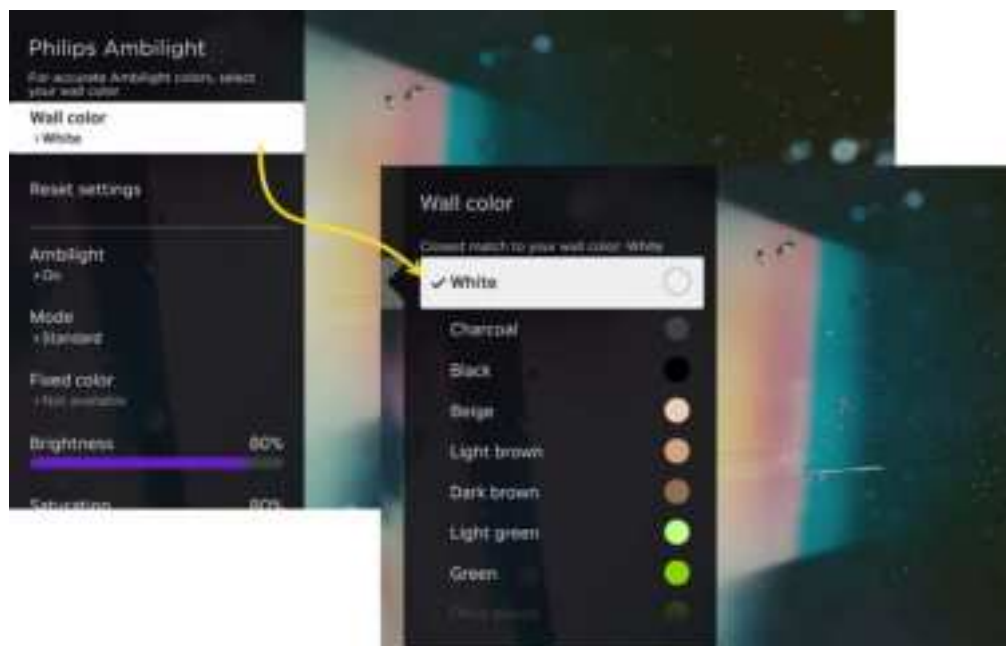 Philips Ambilight
For accurate Ambilight colors, select
your wall color
Wall color
› White
Reset settings
Ambilight
› On
Mode
› Standard
Fixed color
› Not available
Brightness 80%
Saturation 80%
Wall color
Closest match to your wall color: White
White
Charcoal
Black
Beige
Light brown
Dark brown
Light green
Green